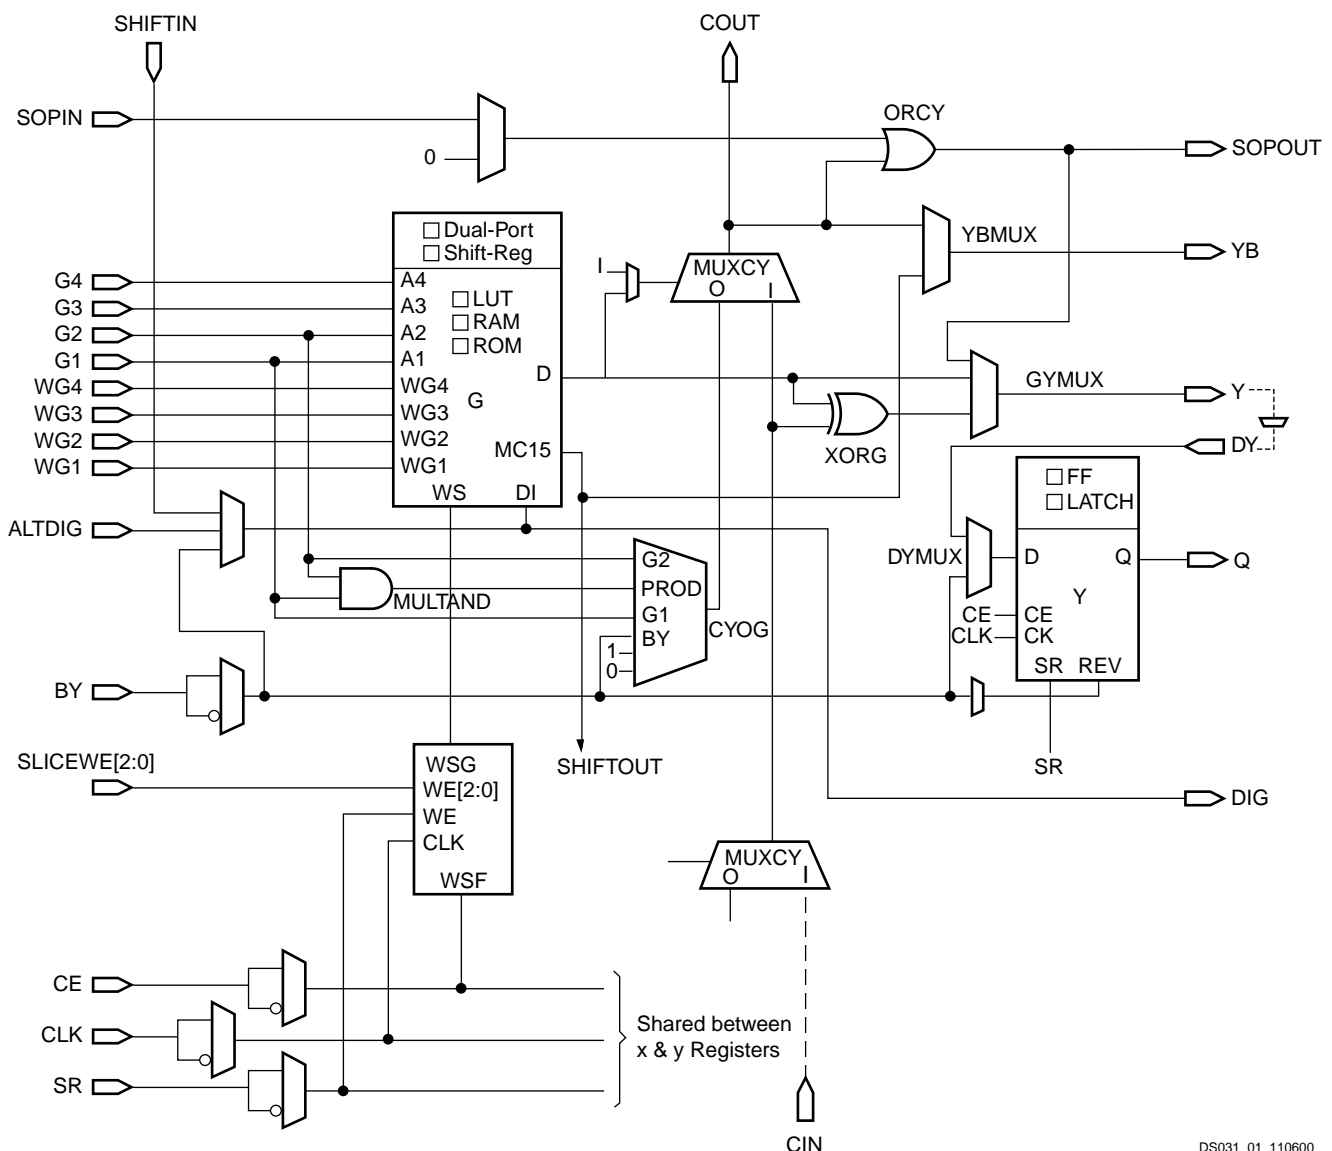 SHIFTIN
COUT
SOPIN
0
ORCY
SOPOUT
Dual-Port
Shift-Reg
YBMUX
YB
G4
G3
G2
G1
WG4
WG3
WG2
WG1
A4
A3
A2
A1
WG4
WG3
WG2
WG1
LUT
RAM
ROM
D
G
MC15
WS
DI
I
MUXCY
O
I
GYMUX
Y
XORG
DY
FF
LATCH
ALTDIG
DYMUX
D
Q
Q
Y
CE
CE
CLK
CK
SR
REV
G2
PROD
G1
BY
1
0
MULTAND
CYOG
BY
SLICEWE[2:0]
WSG
WE[2:0]
WE
CLK
WSF
SHIFTOUT
SR
DIG
MUXCY
O
I
CE
CLK
SR
Shared between
x & y Registers
CIN
DS031_01_110600